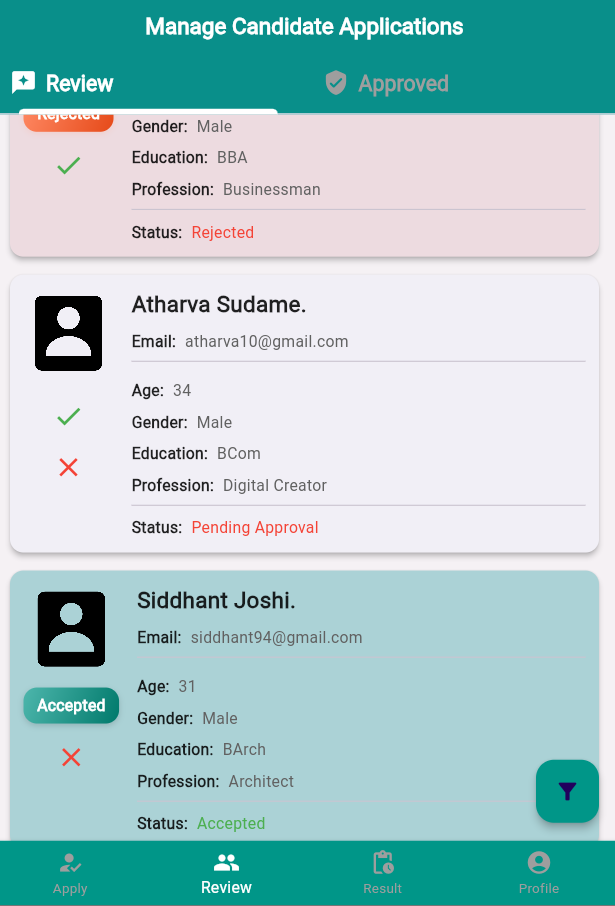 Manage Candidate Applications
Review
Approved
Rejected
Gender: Male
Education: BBA
Profession: Businessman
Status: Rejected
Atharva Sudame.
Email: atharva10@gmail.com
Age: 34
Gender: Male
Education: BCom
Profession: Digital Creator
Status: Pending Approval
Siddhant Joshi.
Email: siddhant94@gmail.com
Accepted
Age: 31
Gender: Male
Education: BArch
Profession: Architect
Status: Accepted
Apply
Review
Result
Profile